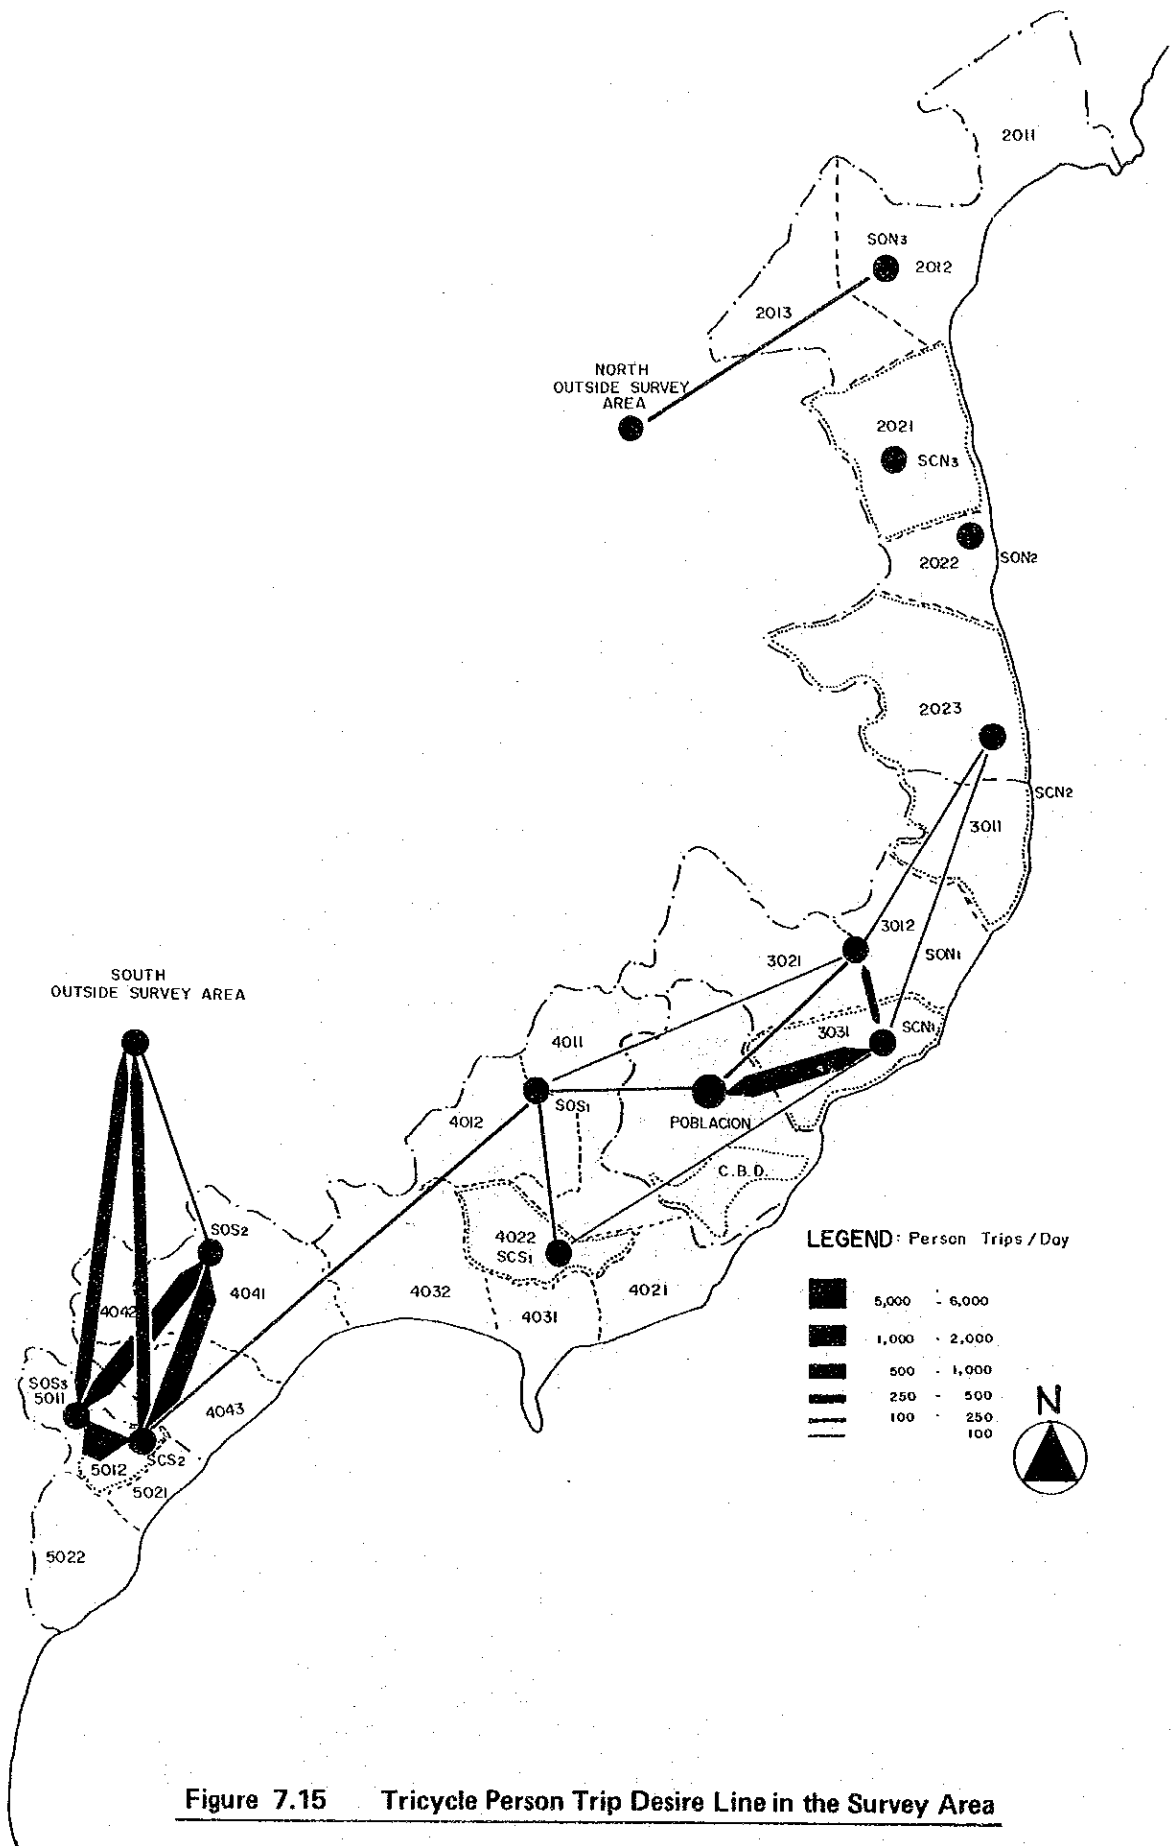 2011
SON3
2012
2013
NORTH
OUTSIDE SURVEY
AREA
2021
SCN3
2022
SON2
2023
SCN2
3011
3012
3021
SON1
SOUTH
OUTSIDE SURVEY AREA
3031
SCN1
4011
SOS1
4012
POBLACION
C.B.D.
SOS2
4022
SCS1
4042
4041
4032
4031
4021
LEGEND: Person Trips / Day
5,000 - 6,000
1,000 - 2,000
500 - 1,000
250 - 500
100 - 250
100
N
SOS3
5011
4043
5012
SCS2
5021
5022
Figure 7.15 Tricycle Person Trip Desire Line in the Survey Area